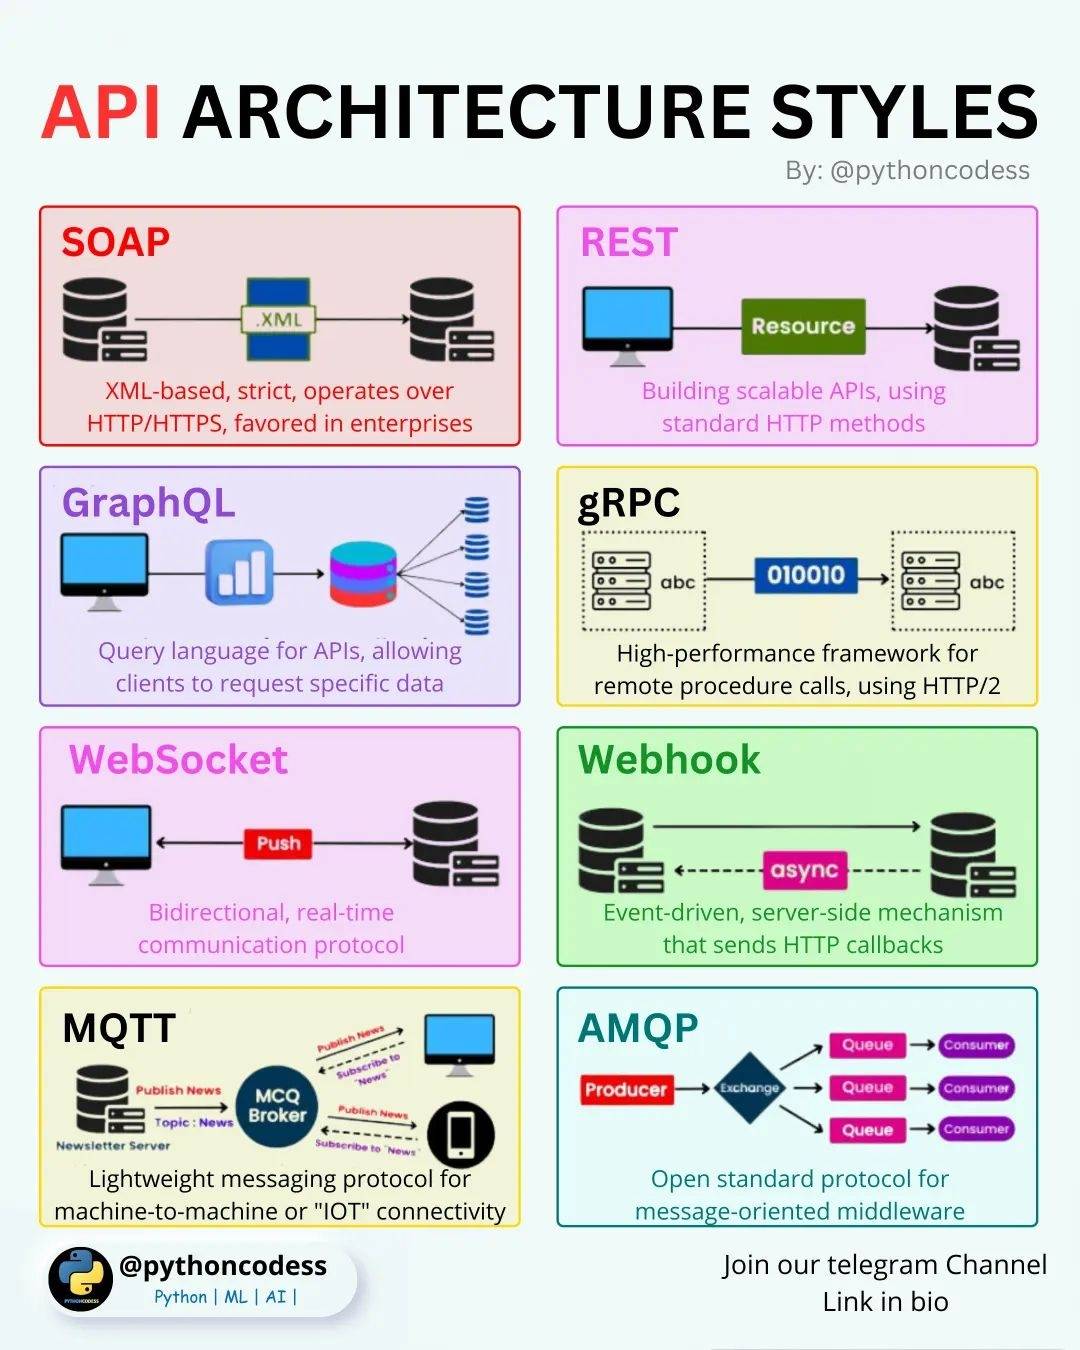 API ARCHITECTURE STYLES
By: @pythoncodess
SOAP
.XML
XML-based, strict, operates over
HTTP/HTTPS, favored in enterprises
REST
Resource
Building scalable APIs, using
standard HTTP methods
GraphQL
Query language for APIs, allowing
clients to request specific data
gRPC
abc
010010
abc
High-performance framework for
remote procedure calls, using HTTP/2
WebSocket
Push
Bidirectional, real-time
communication protocol
Webhook
async
Event-driven, server-side mechanism
that sends HTTP callbacks
MQTT
Publish News
Subscribe to
"News"
Publish News
Topic : News
Newsletter Server
MCQ
Broker
Publish News
Subscribe to "News"
Lightweight messaging protocol for
machine-to-machine or "IOT" connectivity
AMQP
Producer
Exchange
Queue
Consumer
Queue
Consumer
Queue
Consumer
Open standard protocol for
message-oriented middleware
PYTHONCODESS
@pythoncodess
Python | ML | AI |
Join our telegram Channel
Link in bio